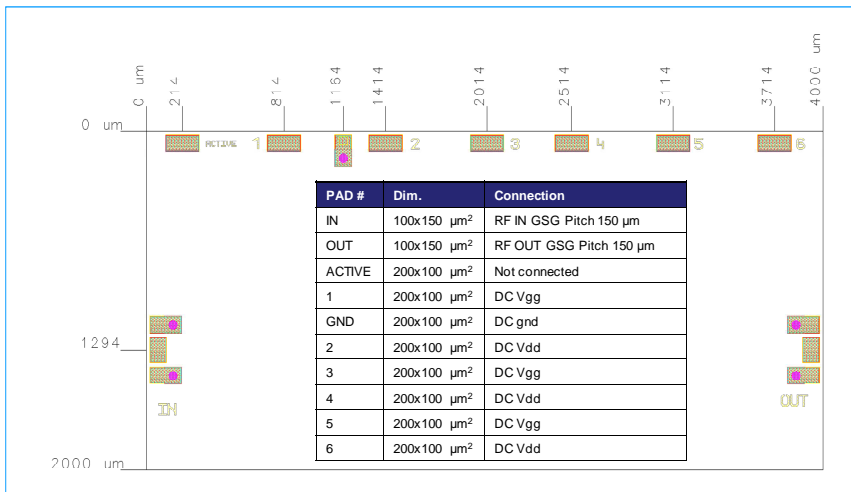 0 um
214
814
1164
1414
2014
2514
3114
3714
4000 um
0 um
ACTIVE 1 2 3 4 5 6
PAD # Dim. Connection
IN 100x150 µm² RF IN GSG Pitch 150 µm
OUT 100x150 µm² RF OUT GSG Pitch 150 µm
ACTIVE 200x100 µm² Not connected
1 200x100 µm² DC Vgg
GND 200x100 µm² DC gnd
2 200x100 µm² DC Vdd
3 200x100 µm² DC Vgg
4 200x100 µm² DC Vdd
5 200x100 µm² DC Vgg
6 200x100 µm² DC Vdd
1294
IN
OUT
2000 um